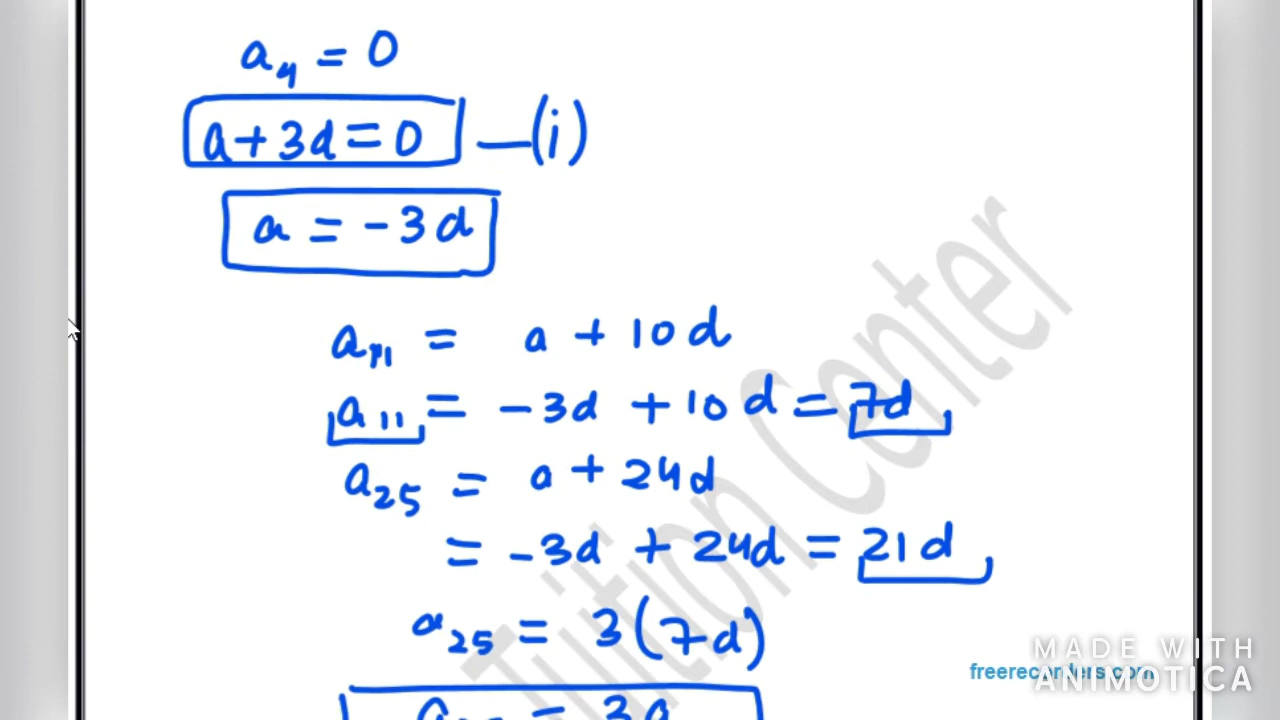 a₄ = 0
a+3d=0 —(i)
a = -3d
a₁₁ = a + 10d
a₁₁ = -3d + 10d = 7d
a₂₅ = a + 24d
= -3d + 24d = 21d
a₂₅ = 3(7d)
= 3a
Tuition Center
MADE WITH
ANIMOTICA